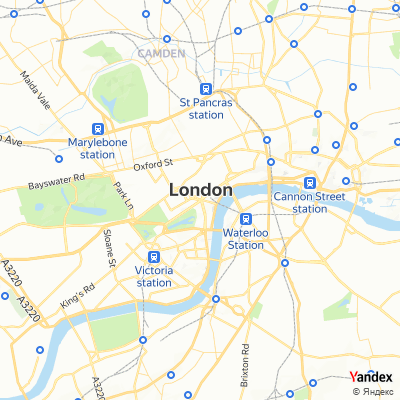 CAMDEN
Maida Vale
St Pancras
station
Marylebone
station
n Ave
Oxford St
Bayswater Rd
London
Park Ln
Cannon Street
station
Sloane St
Waterloo
Station
Victoria
station
A3220
King's Rd
A3220
Brixton Rd
Yandex
© Яндекс